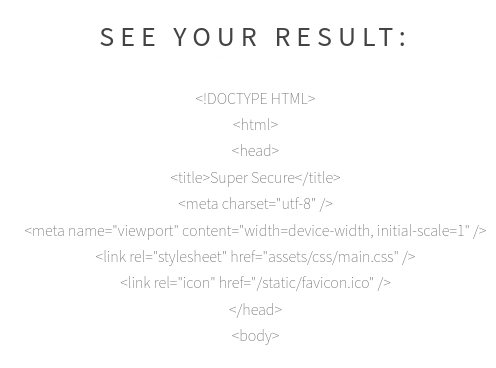 SEE YOUR RESULT:
<!DOCTYPE HTML>
<html>
<head>
<title>Super Secure</title>
<meta charset="utf-8" />
<meta name="viewport" content="width=device-width, initial-scale=1" />
<link rel="stylesheet" href="assets/css/main.css" />
<link rel="icon" href="/static/favicon.ico" />
</head>
<body>